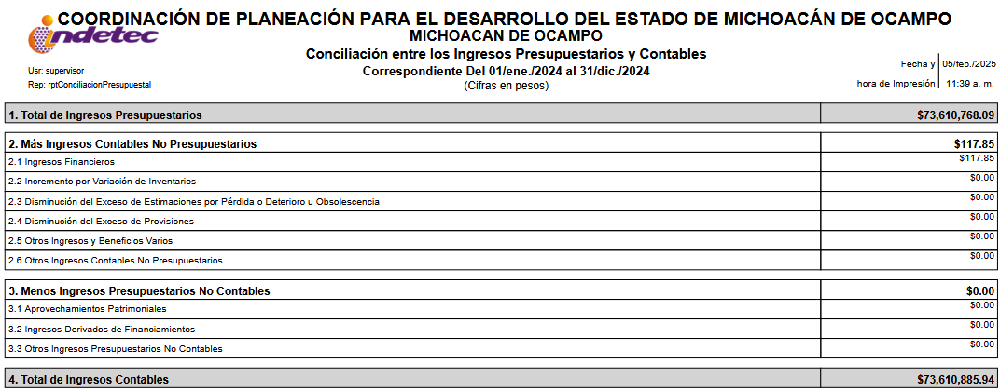 COORDINACIÓN DE PLANEACIÓN PARA EL DESARROLLO DEL ESTADO DE MICHOACÁN DE OCAMPO
indetec
MICHOACAN DE OCAMPO
Conciliación entre los Ingresos Presupuestarios y Contables
Usr: supervisor
Correspondiente Del 01/ene./2024 al 31/dic./2024
Fecha y 05/feb./2025
Rep: rptConciliacionPresupuestal
(Cifras en pesos)
hora de Impresión 11:39 a. m.
1. Total de Ingresos Presupuestarios $73,610,768.09
2. Más Ingresos Contables No Presupuestarios $117.85
2.1 Ingresos Financieros $117.85
2.2 Incremento por Variación de Inventarios $0.00
2.3 Disminución del Exceso de Estimaciones por Pérdida o Deterioro u Obsolescencia $0.00
2.4 Disminución del Exceso de Provisiones $0.00
2.5 Otros Ingresos y Beneficios Varios $0.00
2.6 Otros Ingresos Contables No Presupuestarios $0.00
3. Menos Ingresos Presupuestarios No Contables $0.00
3.1 Aprovechamientos Patrimoniales $0.00
3.2 Ingresos Derivados de Financiamientos $0.00
3.3 Otros Ingresos Presupuestarios No Contables $0.00
4. Total de Ingresos Contables $73,610,885.94